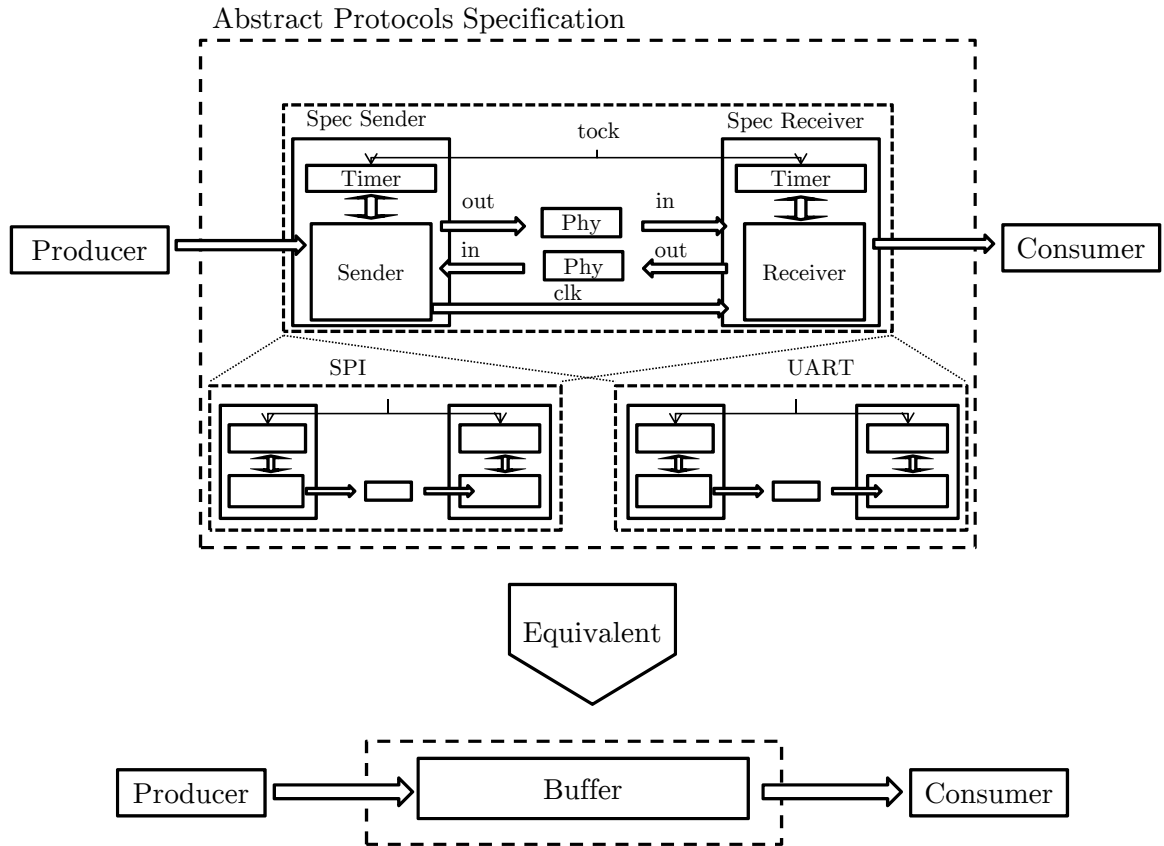 Abstract Protocols Specification
Spec Sender
tock
Spec Receiver
Timer
Timer
out
Phy
in
Producer
Consumer
Sender
in
Phy
out
Receiver
clk
SPI
UART
Equivalent
Producer
Buffer
Consumer